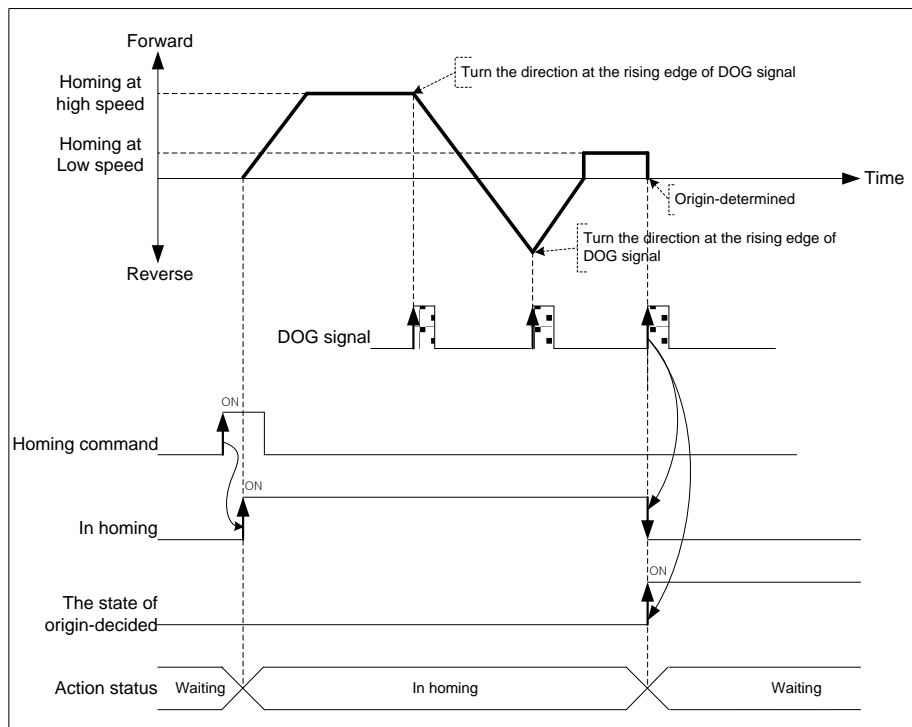 Forward
Homing at
high speed
Turn the direction at the rising edge of DOG signal
Homing at
Low speed
Time
Origin-determined
Turn the direction at the rising edge of
DOG signal
Reverse
DOG signal
ON
Homing command
ON
In homing
ON
The state of
origin-decided
Action status
Waiting
In homing
Waiting